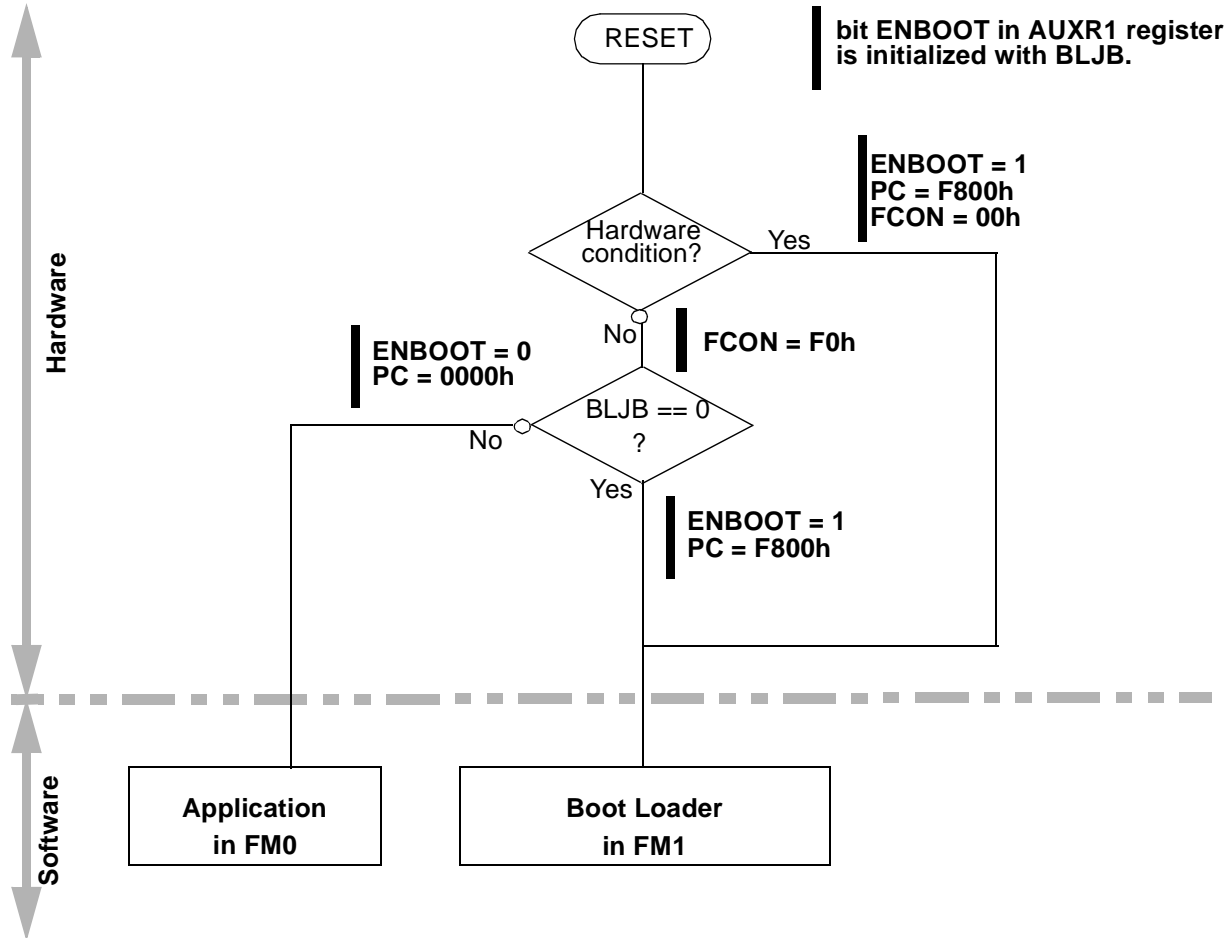 RESET
bit ENBOOT in AUXR1 register
is initialized with BLJB.
ENBOOT = 1
PC = F800h
FCON = 00h
Hardware
condition?
Yes
No
FCON = F0h
ENBOOT = 0
PC = 0000h
BLJB == 0
?
No
Yes
ENBOOT = 1
PC = F800h
Hardware
Software
Application
in FM0
Boot Loader
in FM1